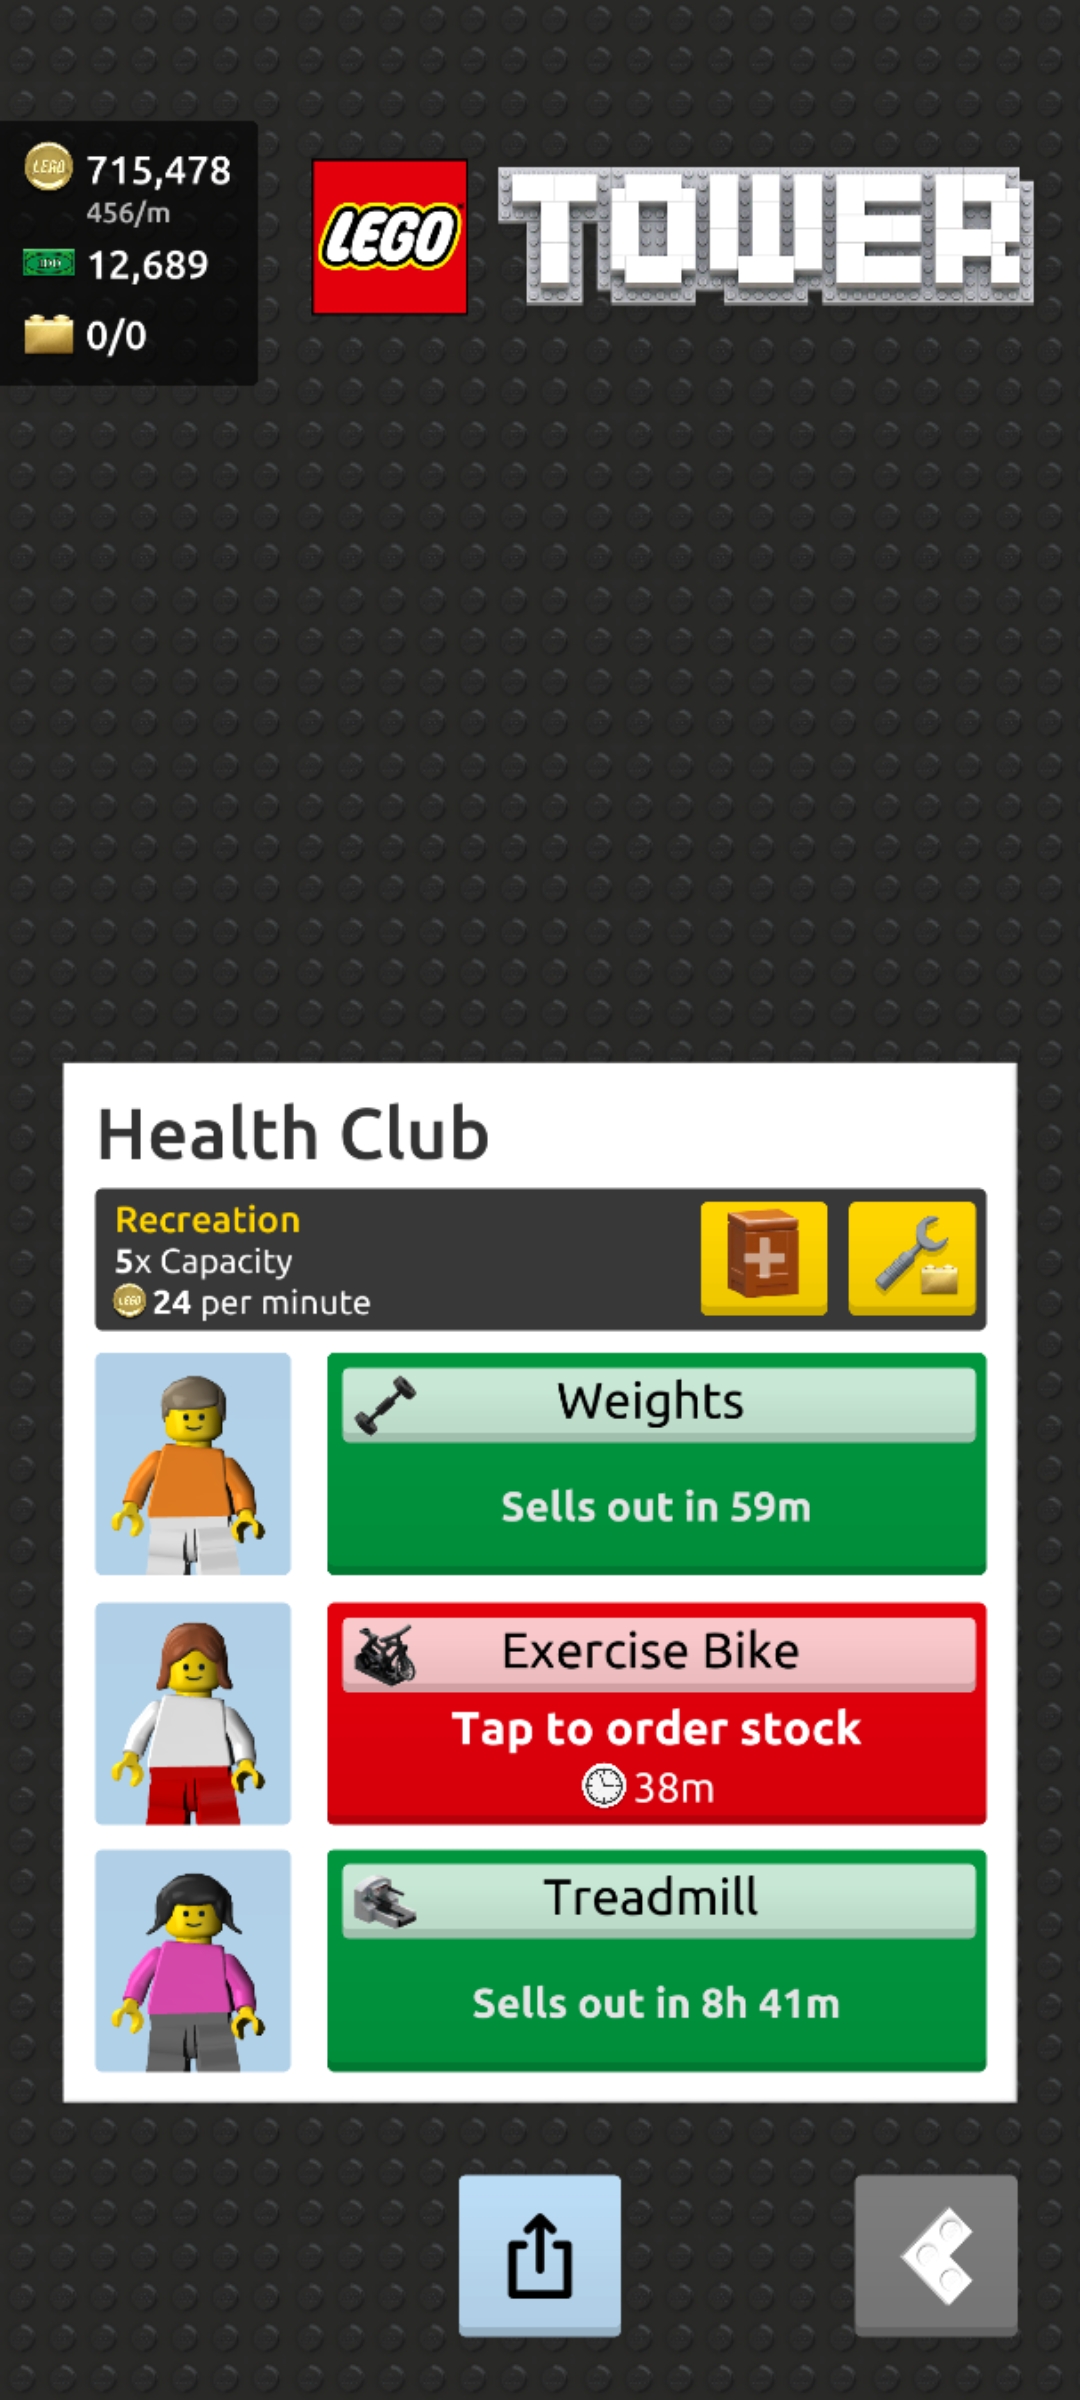 715,478
456/m
12,689
0/0
LEGO
TOWER
Health Club
Recreation
5x Capacity
24 per minute
Weights
Sells out in 59m
Exercise Bike
Tap to order stock
38m
Treadmill
Sells out in 8h 41m